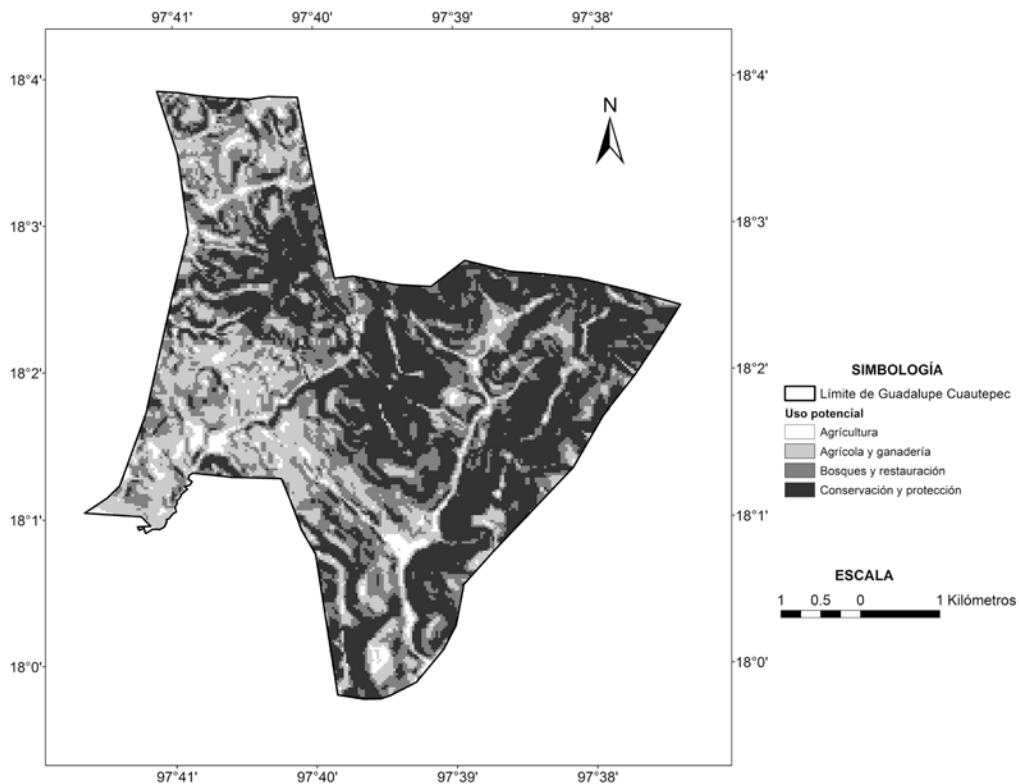 97°41' 97°40' 97°39' 97°38'
18°4' 18°4'
N
18°3' 18°3'
18°2' 18°2'
SIMBOLOGÍA
Límite de Guadalupe Cuautepec
Uso potencial
Agrícultura
Agrícola y ganadería
Bosques y restauración
Conservación y protección
18°1' 18°1'
ESCALA
1 0.5 0 1 Kilómetros
18°0' 18°0'
97°41' 97°40' 97°39' 97°38'